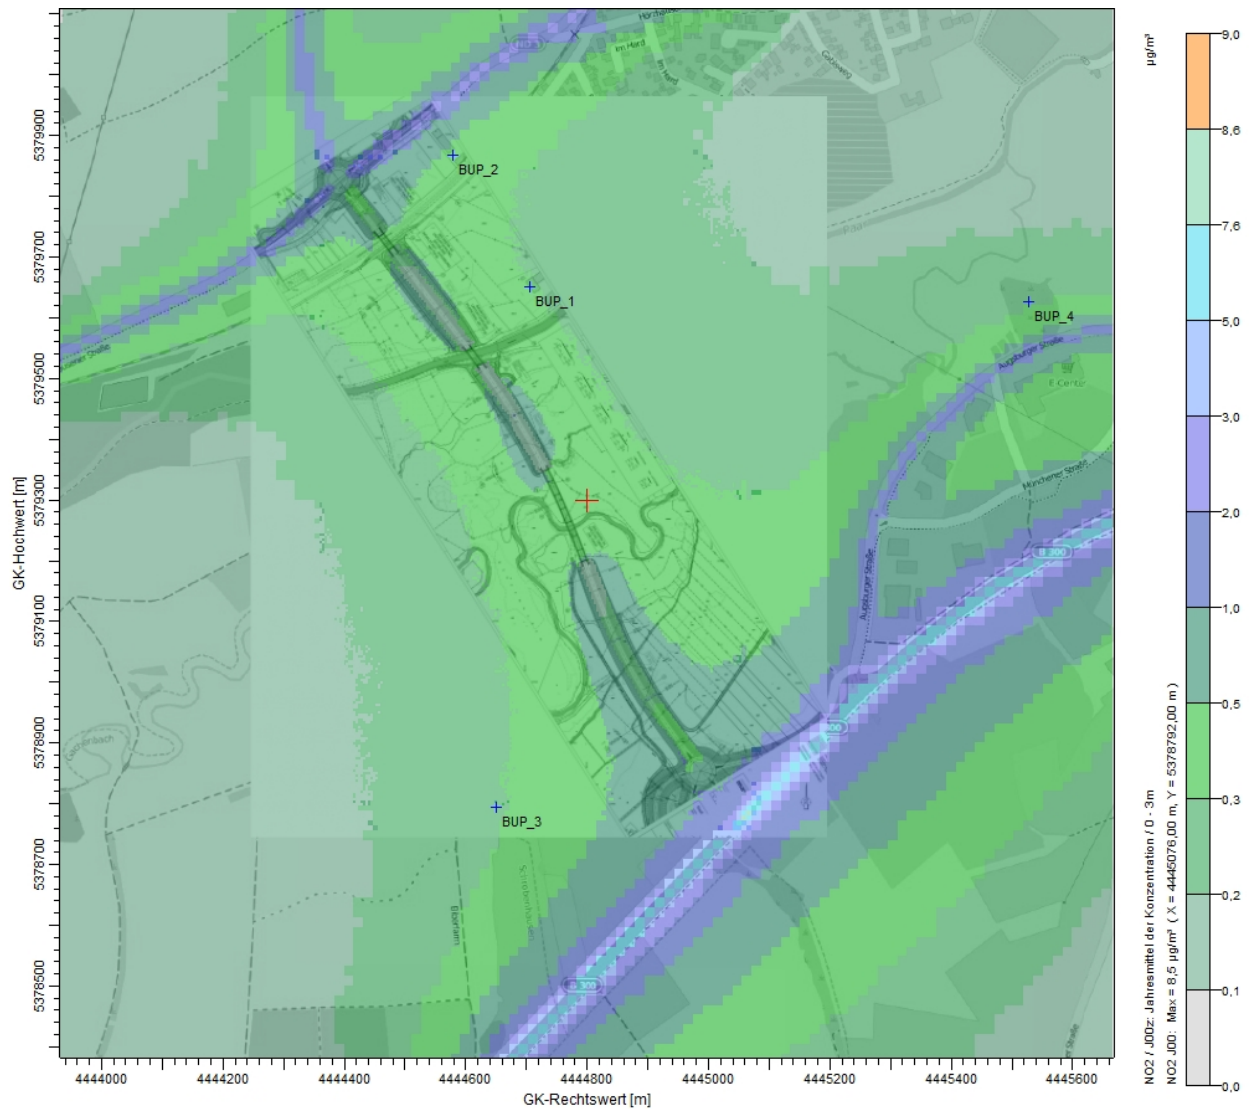 µg/m³
9,0
8,6
7,6
5,0
3,0
2,0
1,0
0,5
0,3
0,2
0,1
0,0
NO2 / J00z: Jahresmittel der Konzentration / 0 - 3m
NO2 J00: Max = 8,5 µg/m³ ( X = 4445076,00 m, Y = 5378792,00 m )
GK-Hochwert [m]
5379900
5379700
5379500
5379300
5379100
5378900
5378700
5378500
Im Hard
Im Hard
BUP_2
BUP_1
BUP_4
Augsburger Straße
E-Center
Münchener Straße
B 300
Augsburger Straße
300
BUP_3
B 300
4444000
4444200
4444400
4444600
4444800
4445000
4445200
4445400
4445600
GK-Rechtswert [m]